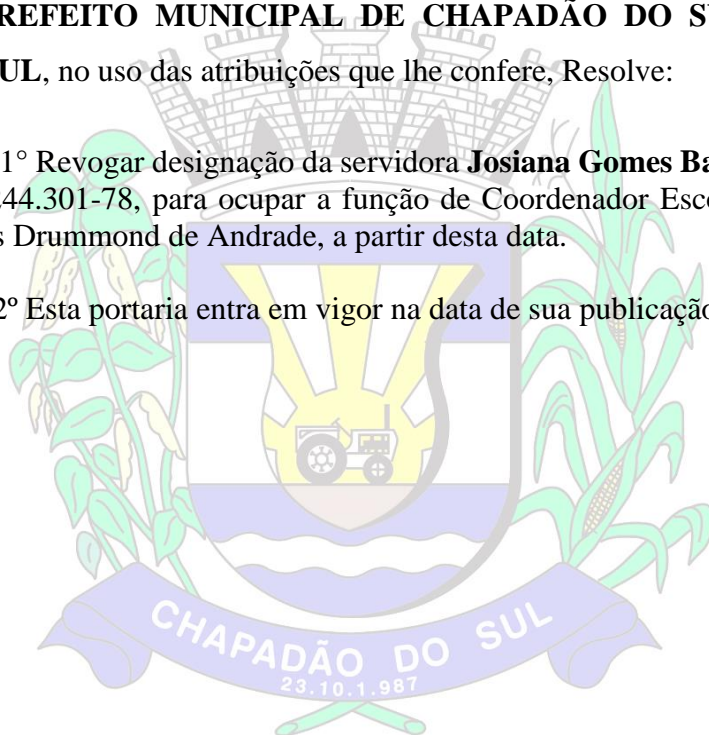 REFEITO MUNICIPAL DE CHAPADÃO DO SU
SUL, no uso das atribuições que lhe confere, Resolve:
1° Revogar designação da servidora Josiana Gomes Ba
244.301-78, para ocupar a função de Coordenador Esco
s Drummond de Andrade, a partir desta data.
2º Esta portaria entra em vigor na data de sua publicação
CHAPADÃO DO SUL
23.10.1.987